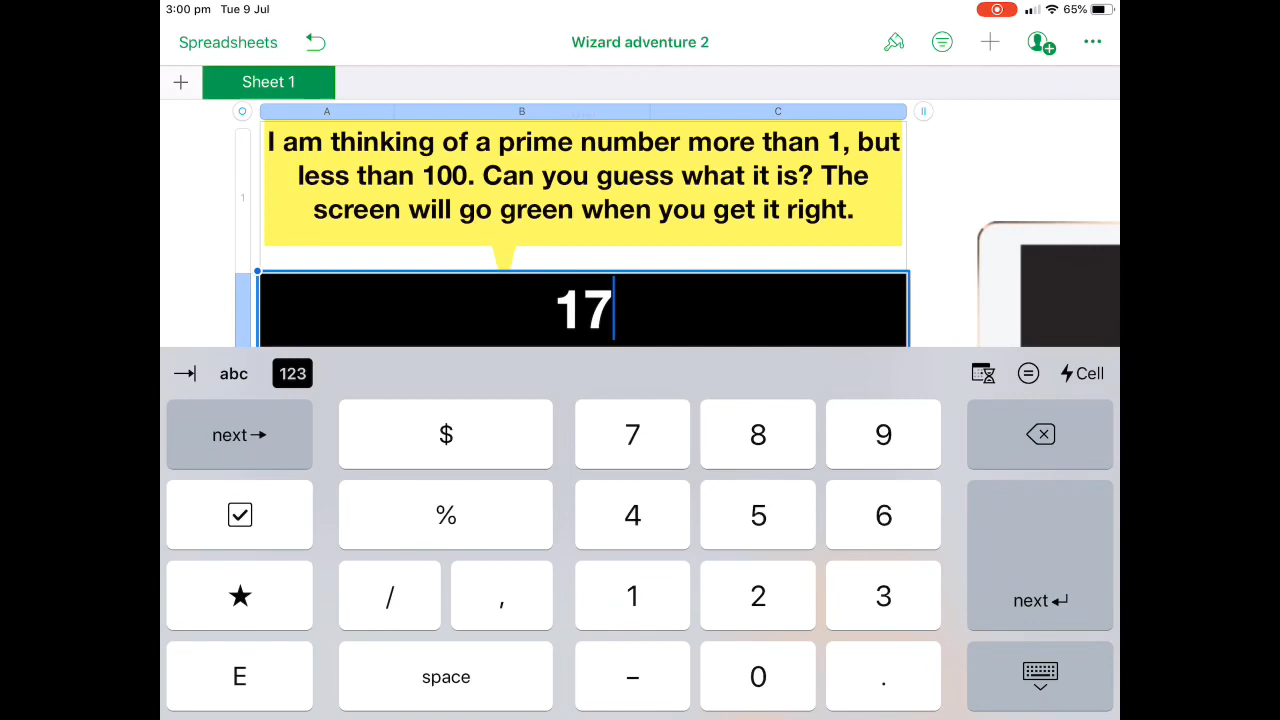 3:00 pm Tue 9 Jul 65%
Spreadsheets Wizard adventure 2
+ Sheet 1
A B C
I am thinking of a prime number more than 1, but
less than 100. Can you guess what it is? The
screen will go green when you get it right.
1
17
abc 123 Cell
next $ 7 8 9
% 4 5 6
/ , 1 2 3 next
E space – 0 .